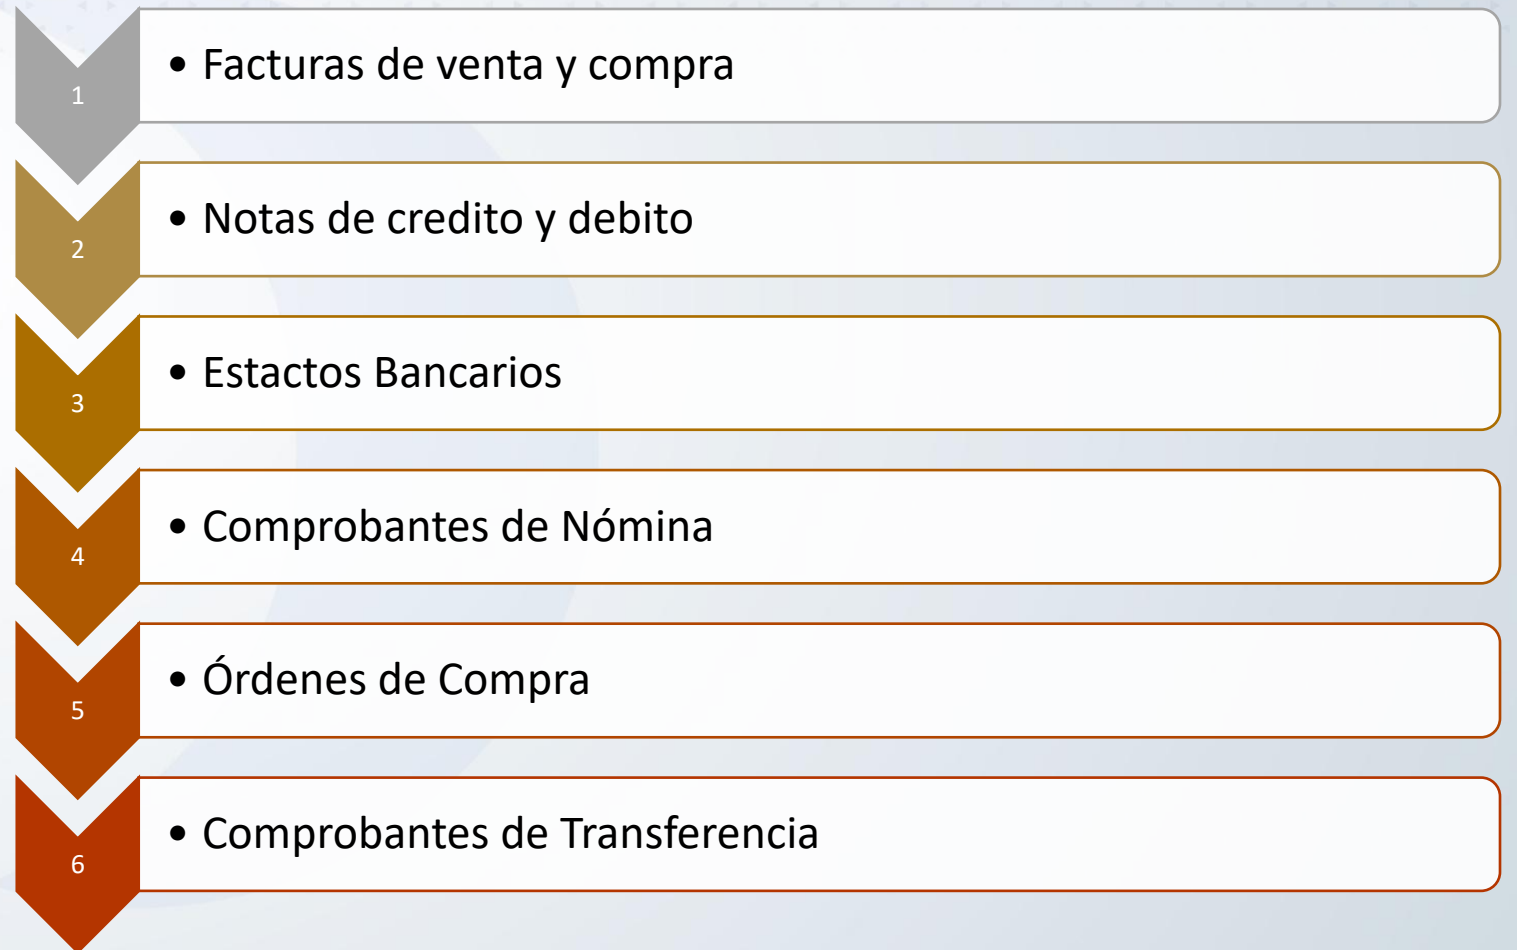 1
• Facturas de venta y compra
2
• Notas de credito y debito
3
• Estactos Bancarios
4
• Comprobantes de Nómina
5
• Órdenes de Compra
6
• Comprobantes de Transferencia